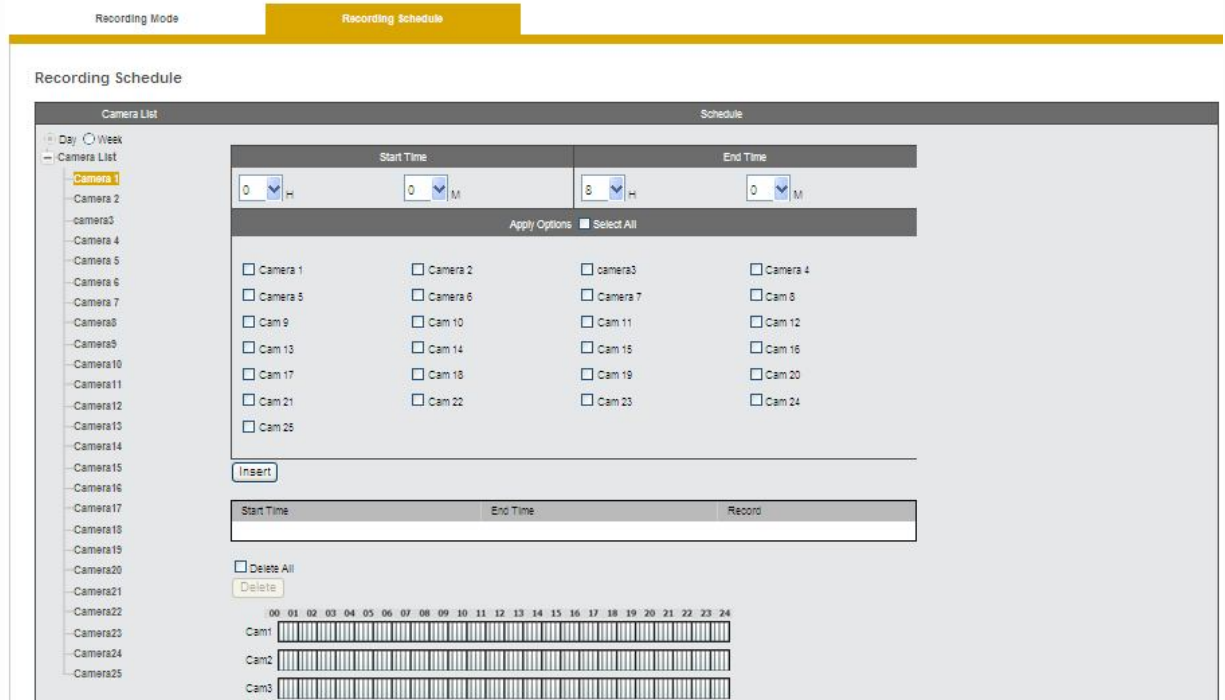 Recording Mode Recording Schedule
Recording Schedule
Camera List Schedule
Day Week
Camera List
Camera 1
Camera 2
camera3
Camera 4
Camera 5
Camera 6
Camera 7
Camera8
Camera9
Camera10
Camera11
Camera12
Camera13
Camera14
Camera15
Camera16
Camera17
Camera18
Camera19
Camera20
Camera21
Camera22
Camera23
Camera24
Camera25
Start Time End Time
0 H 0 M 8 H 0 M
Apply Options Select All
Camera 1 Camera 2 camera3 Camera 4
Camera 5 Camera 6 Camera 7 Cam 8
Cam 9 Cam 10 Cam 11 Cam 12
Cam 13 Cam 14 Cam 15 Cam 16
Cam 17 Cam 18 Cam 19 Cam 20
Cam 21 Cam 22 Cam 23 Cam 24
Cam 25
Insert
Start Time End Time Record
Delete All
Delete
00 01 02 03 04 05 06 07 08 09 10 11 12 13 14 15 16 17 18 19 20 21 22 23 24
Cam1
Cam2
Cam3